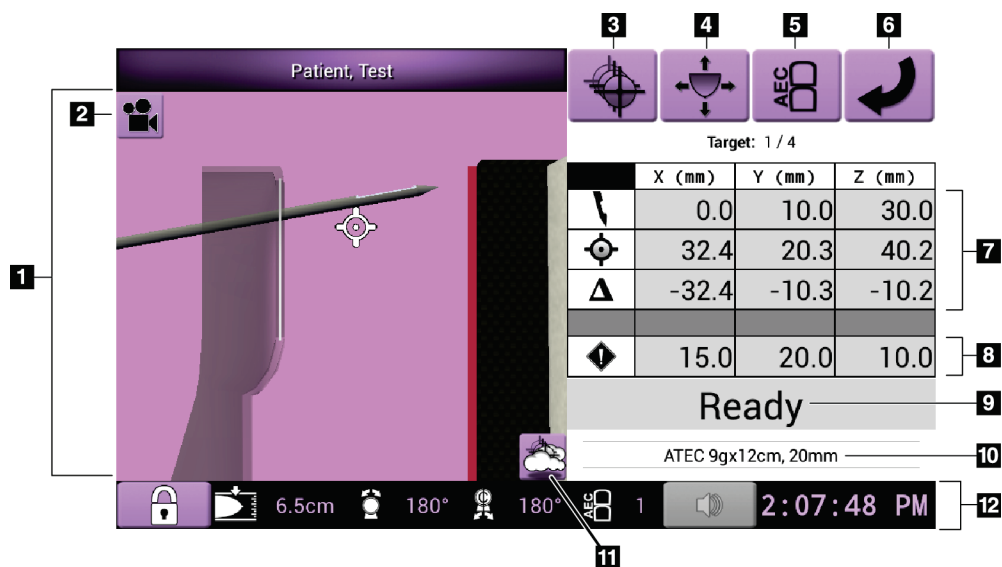 3 4 5 6
Patient, Test
AEC
1
2
Target: 1 / 4
X (mm) Y (mm) Z (mm)
0.0 10.0 30.0
32.4 20.3 40.2
Δ -32.4 -10.3 -10.2
7
! 15.0 20.0 10.0
8
Ready
9
ATEC 9gx12cm, 20mm
10
6.5cm 180° C 180° AEC 1 2:07:48 PM
12
11